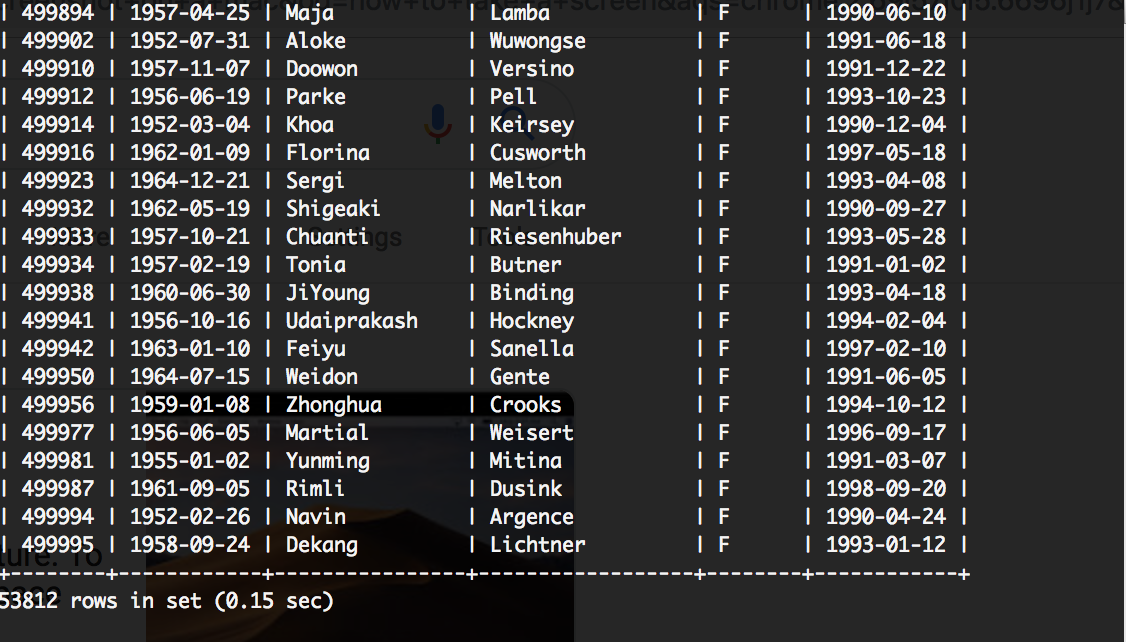 | 499894 | 1957-04-25 | Maja | Lamba | F | 1990-06-10 |
| 499902 | 1952-07-31 | Aloke | Wuwongse | F | 1991-06-18 |
| 499910 | 1957-11-07 | Doowon | Versino | F | 1991-12-22 |
| 499912 | 1956-06-19 | Parke | Pell | F | 1993-10-23 |
| 499914 | 1952-03-04 | Khoa | Keirsey | F | 1990-12-04 |
| 499916 | 1962-01-09 | Florina | Cusworth | F | 1997-05-18 |
| 499923 | 1964-12-21 | Sergi | Melton | F | 1993-04-08 |
| 499932 | 1962-05-19 | Shigeaki | Narlikar | F | 1990-09-27 |
| 499933 | 1957-10-21 | Chuanti | Riesenhuber | F | 1993-05-28 |
| 499934 | 1957-02-19 | Tonia | Butner | F | 1991-01-02 |
| 499938 | 1960-06-30 | JiYoung | Binding | F | 1993-04-18 |
| 499941 | 1956-10-16 | Udaiprakash | Hockney | F | 1994-02-04 |
| 499942 | 1963-01-10 | Feiyu | Sanella | F | 1997-02-10 |
| 499950 | 1964-07-15 | Weidon | Gente | F | 1991-06-05 |
| 499956 | 1959-01-08 | Zhonghua | Crooks | F | 1994-10-12 |
| 499977 | 1956-06-05 | Martial | Weisert | F | 1996-09-17 |
| 499981 | 1955-01-02 | Yunming | Mitina | F | 1991-03-07 |
| 499987 | 1961-09-05 | Rimli | Dusink | F | 1998-09-20 |
| 499994 | 1952-02-26 | Navin | Argence | F | 1990-04-24 |
| 499995 | 1958-09-24 | Dekang | Lichtner | F | 1993-01-12 |
+--------+------------+----------------+------------------+--------+------------+
53812 rows in set (0.15 sec)